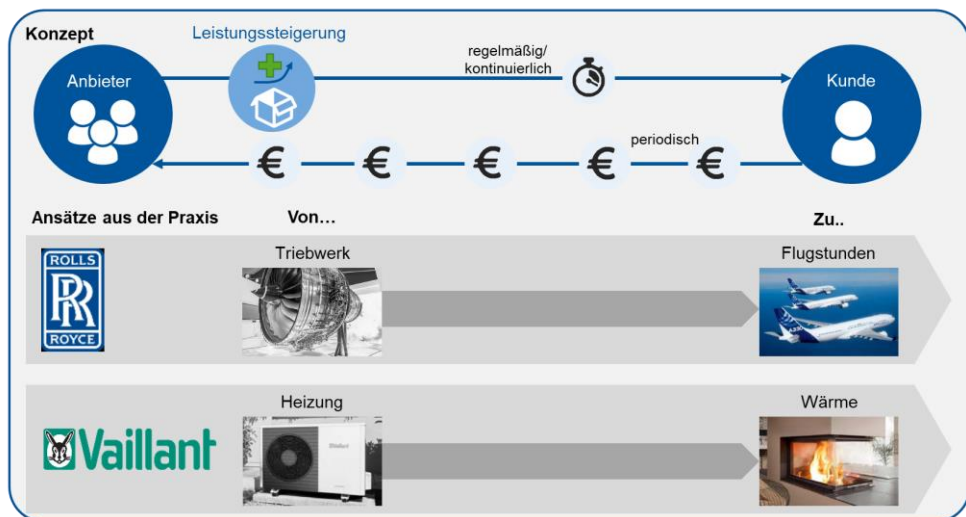 Konzept
Leistungssteigerung
Anbieter
regelmäßig/
kontinuierlich
Kunde
€ € € € €
periodisch
Ansätze aus der Praxis
Von…
Zu..
ROLLS
RR
ROYCE
Triebwerk
Flugstunden
Vaillant
Heizung
Wärme